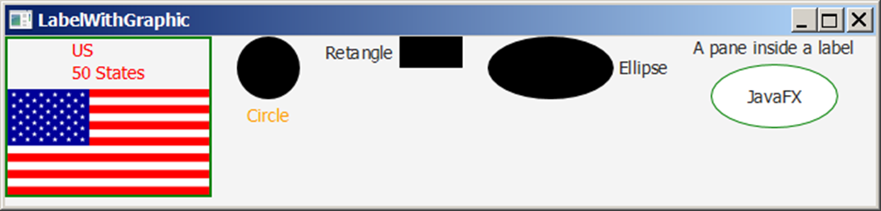 LabelWithGraphic
US
50 States
Circle
Retangle
Ellipse
A pane inside a label
JavaFX